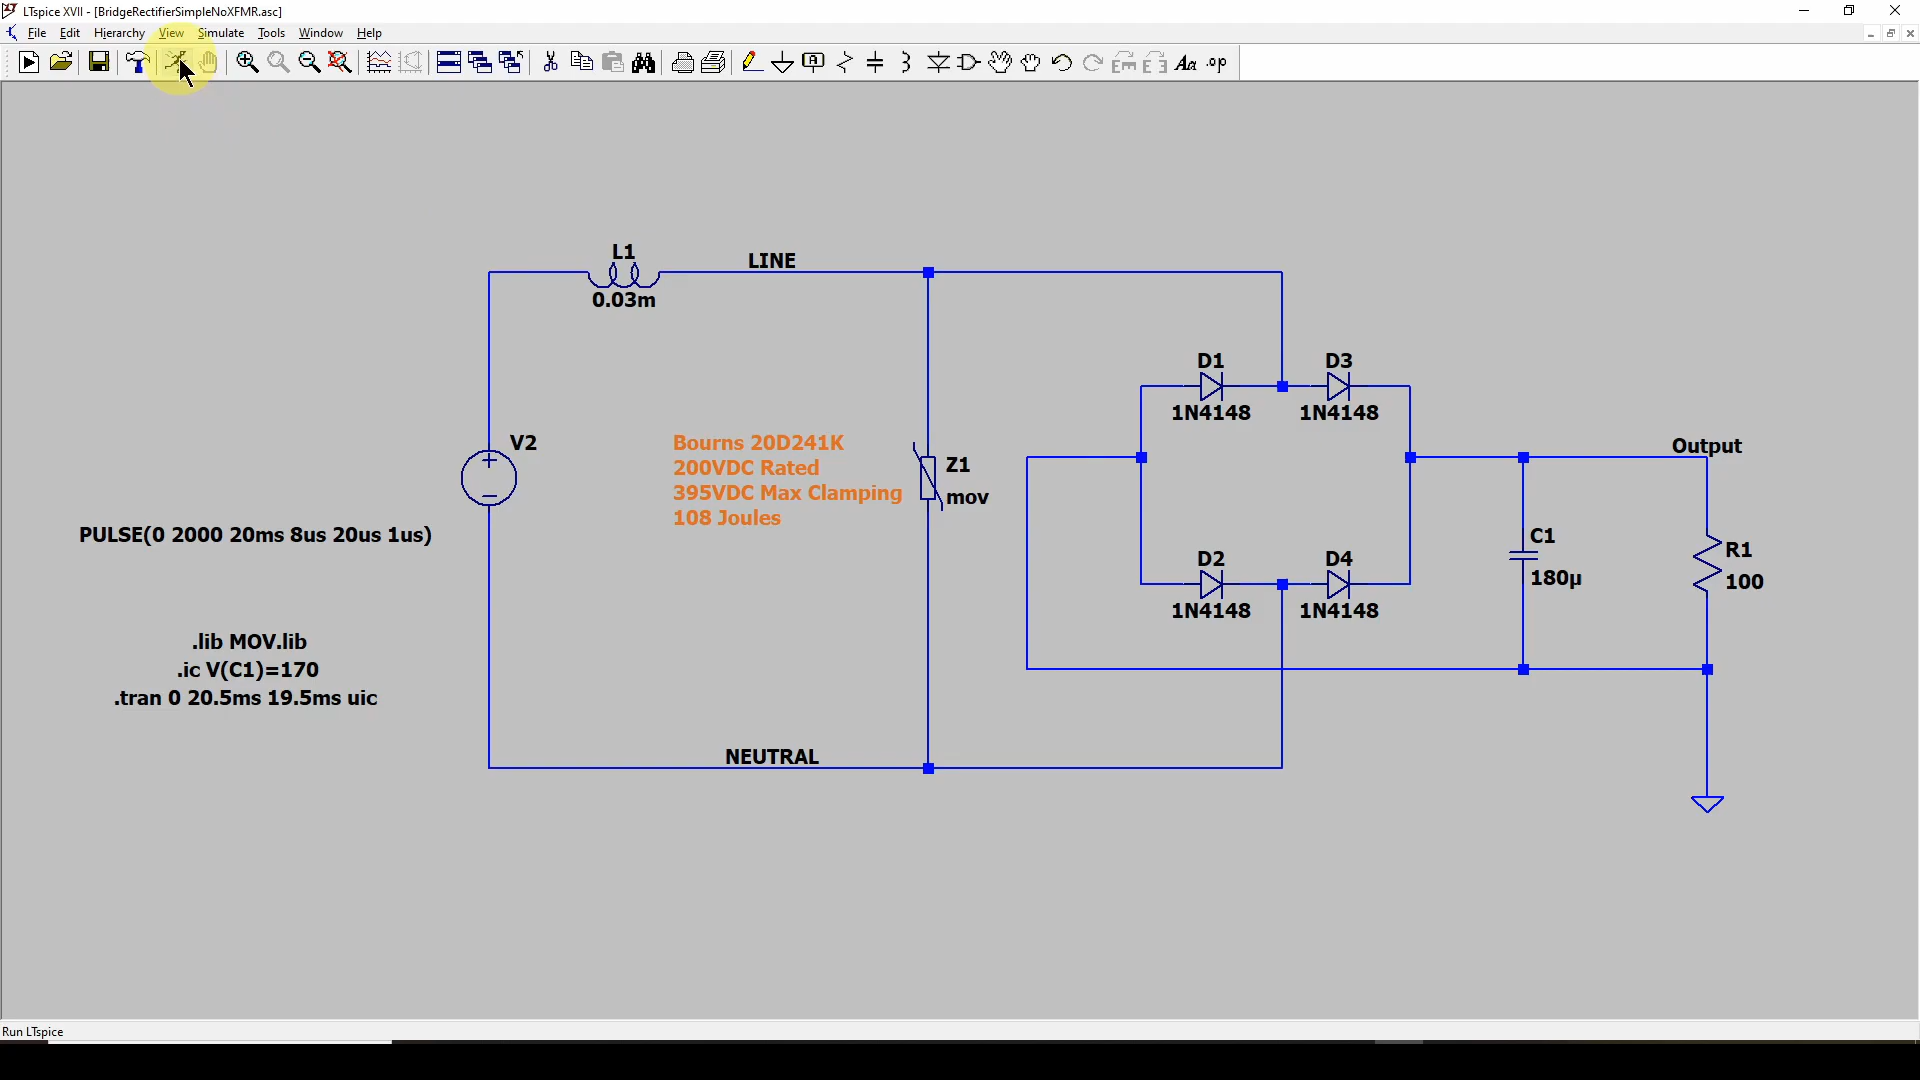 LTspice XVII - [BridgeRectifierSimpleNoXFMR.asc]
File Edit Hierarchy View Simulate Tools Window Help
Aa .op
L1
0.03m
LINE
D1
1N4148
D3
1N4148
V2
Bourns 20D241K
200VDC Rated
395VDC Max Clamping
108 Joules
Z1
mov
Output
PULSE(0 2000 20ms 8us 20us 1us)
C1
180µ
R1
100
D2
1N4148
D4
1N4148
.lib MOV.lib
.ic V(C1)=170
.tran 0 20.5ms 19.5ms uic
NEUTRAL
Run LTspice